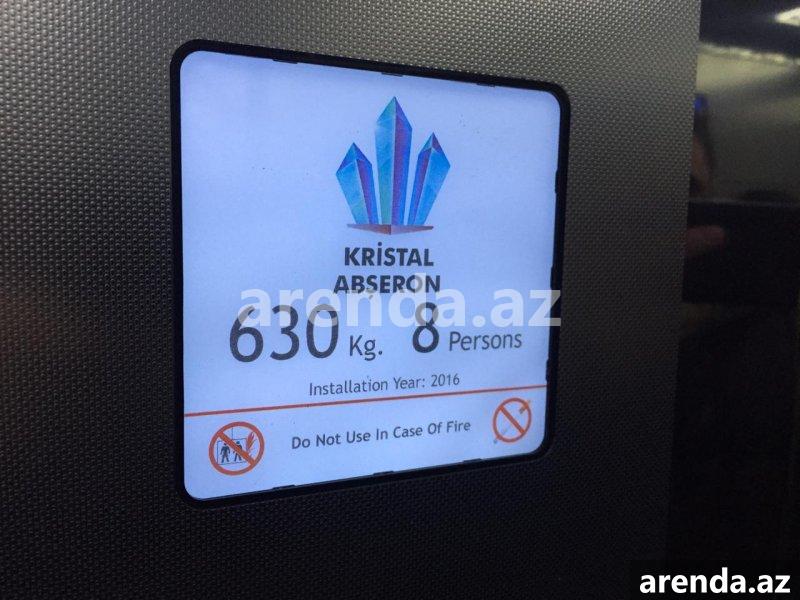 KRİSTAL
ABŞERON
arenda.az
630 Kg. 8 Persons
Installation Year: 2016
Do Not Use In Case Of Fire
arenda.az